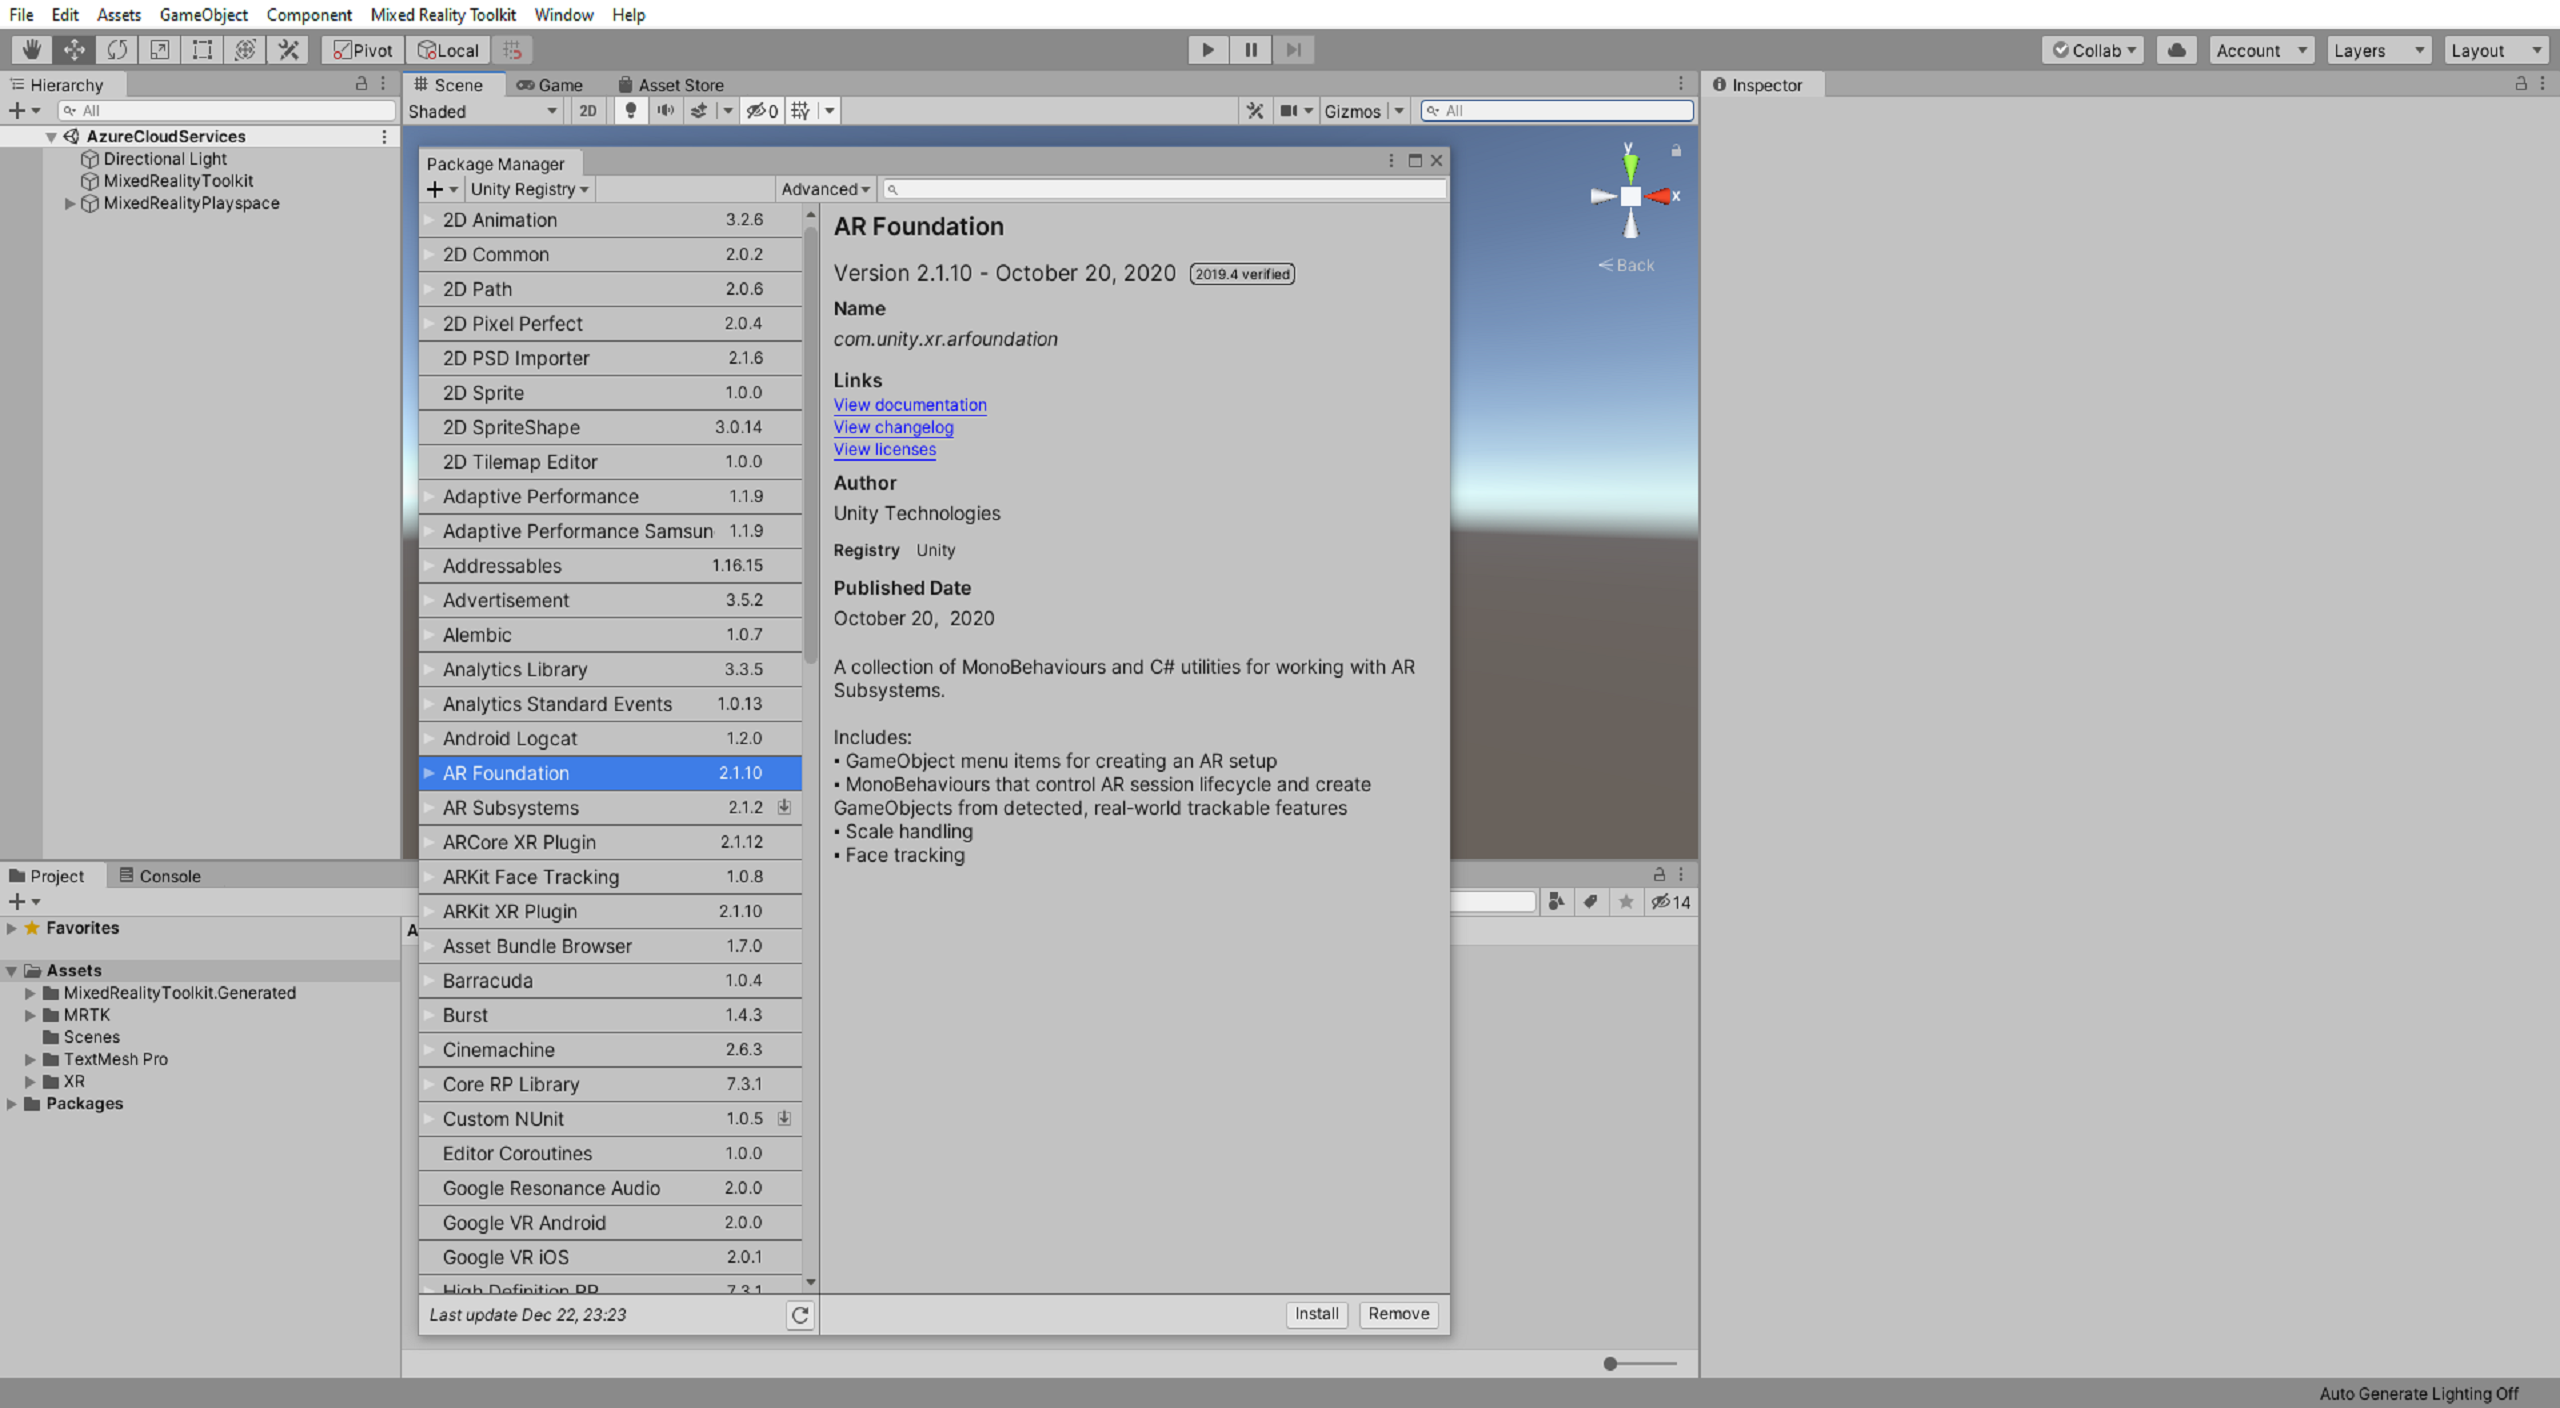 File Edit Assets GameObject Component Mixed Reality Toolkit Window Help
Pivot Local Collab Account Layers Layout
Hierarchy
All
AzureCloudServices
Directional Light
MixedRealityToolkit
MixedRealityPlayspace
Scene Game Asset Store
Shaded 2D 0 Gizmos All
y
x
Back
Inspector
Package Manager
Unity Registry Advanced
2D Animation 3.2.6
2D Common 2.0.2
2D Path 2.0.6
2D Pixel Perfect 2.0.4
2D PSD Importer 2.1.6
2D Sprite 1.0.0
2D SpriteShape 3.0.14
2D Tilemap Editor 1.0.0
Adaptive Performance 1.1.9
Adaptive Performance Samsun 1.1.9
Addressables 1.16.15
Advertisement 3.5.2
Alembic 1.0.7
Analytics Library 3.3.5
Analytics Standard Events 1.0.13
Android Logcat 1.2.0
AR Foundation 2.1.10
AR Subsystems 2.1.2
ARCore XR Plugin 2.1.12
ARKit Face Tracking 1.0.8
ARKit XR Plugin 2.1.10
Asset Bundle Browser 1.7.0
Barracuda 1.0.4
Burst 1.4.3
Cinemachine 2.6.3
Core RP Library 7.3.1
Custom NUnit 1.0.5
Editor Coroutines 1.0.0
Google Resonance Audio 2.0.0
Google VR Android 2.0.0
Google VR iOS 2.0.1
High Definition RP 7.3.1
Last update Dec 22, 23:23
AR Foundation
Version 2.1.10 - October 20, 2020 2019.4 verified
Name
com.unity.xr.arfoundation
Links
View documentation
View changelog
View licenses
Author
Unity Technologies
Registry Unity
Published Date
October 20, 2020
A collection of MonoBehaviours and C# utilities for working with AR
Subsystems.
Includes:
▪ GameObject menu items for creating an AR setup
▪ MonoBehaviours that control AR session lifecycle and create
GameObjects from detected, real-world trackable features
▪ Scale handling
▪ Face tracking
Install Remove
Project Console
14
Favorites
Assets
MixedRealityToolkit.Generated
MRTK
Scenes
TextMesh Pro
XR
Packages
A
Auto Generate Lighting Off